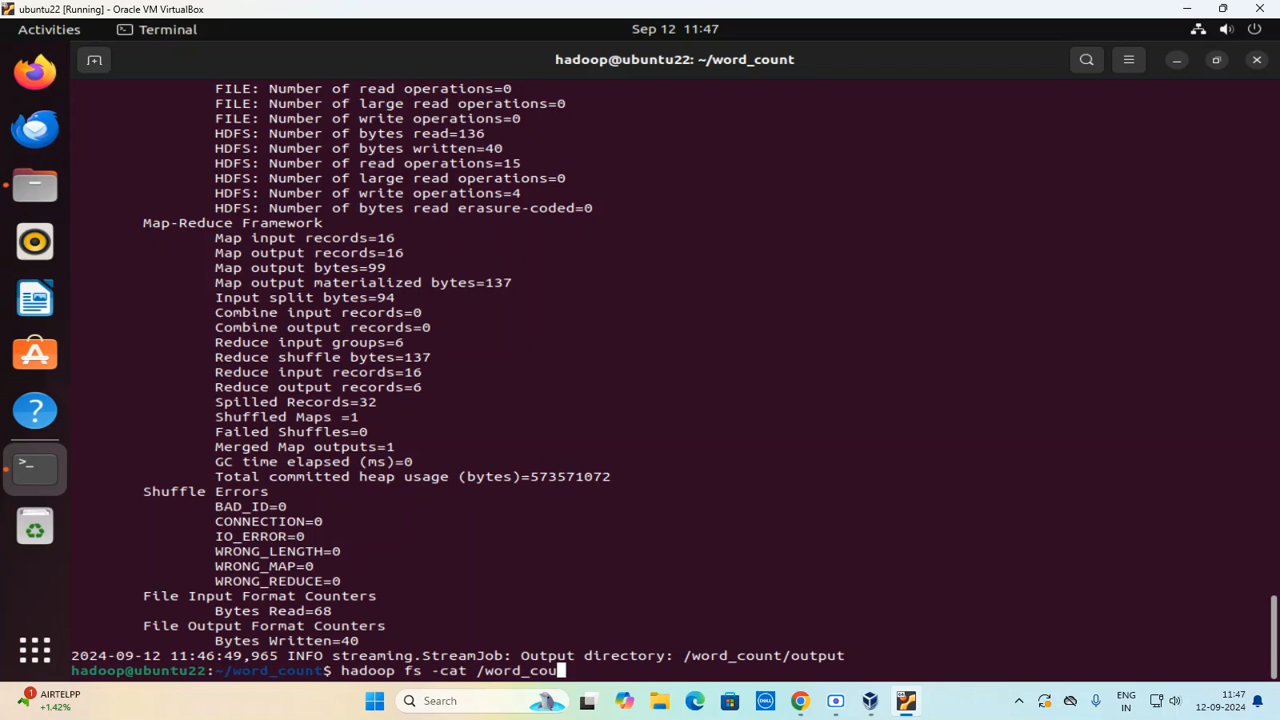 ubuntu22 [Running] - Oracle VM VirtualBox
Activities
Terminal
Sep 12 11:47
hadoop@ubuntu22: ~/word_count
FILE: Number of read operations=0
FILE: Number of large read operations=0
FILE: Number of write operations=0
HDFS: Number of bytes read=136
HDFS: Number of bytes written=40
HDFS: Number of read operations=15
HDFS: Number of large read operations=0
HDFS: Number of write operations=4
HDFS: Number of bytes read erasure-coded=0
Map-Reduce Framework
Map input records=16
Map output records=16
Map output bytes=99
Map output materialized bytes=137
Input split bytes=94
Combine input records=0
Combine output records=0
Reduce input groups=6
Reduce shuffle bytes=137
Reduce input records=16
Reduce output records=6
Spilled Records=32
Shuffled Maps =1
Failed Shuffles=0
Merged Map outputs=1
GC time elapsed (ms)=0
Total committed heap usage (bytes)=573571072
Shuffle Errors
BAD_ID=0
CONNECTION=0
IO_ERROR=0
WRONG_LENGTH=0
WRONG_MAP=0
WRONG_REDUCE=0
File Input Format Counters
Bytes Read=68
File Output Format Counters
Bytes Written=40
2024-09-12 11:46:49,965 INFO streaming.StreamJob: Output directory: /word_count/output
hadoop@ubuntu22:~/word_count$ hadoop fs -cat /word_cou
1
AIRTELPP
+1.42%
Search
DELL
ENG
IN
11:47
12-09-2024